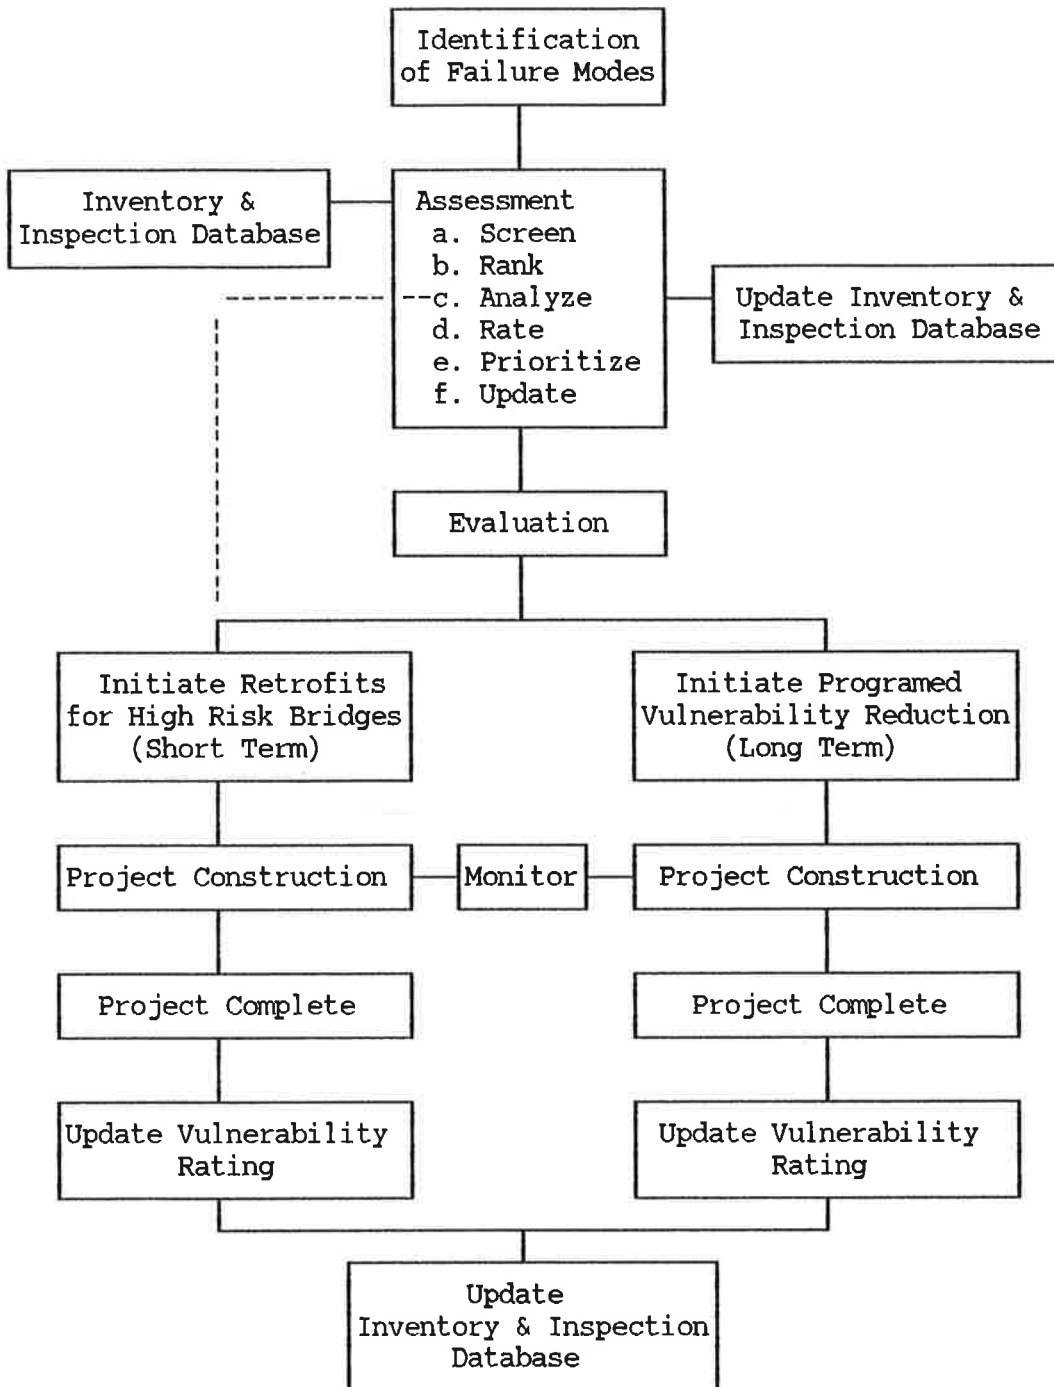 Identification
of Failure Modes
Inventory &
Inspection Database
Assessment
a. Screen
b. Rank
c. Analyze
d. Rate
e. Prioritize
f. Update
Update Inventory &
Inspection Database
Evaluation
Initiate Retrofits
for High Risk Bridges
(Short Term)
Initiate Programed
Vulnerability Reduction
(Long Term)
Project Construction
Monitor
Project Construction
Project Complete
Project Complete
Update Vulnerability
Rating
Update Vulnerability
Rating
Update
Inventory & Inspection
Database